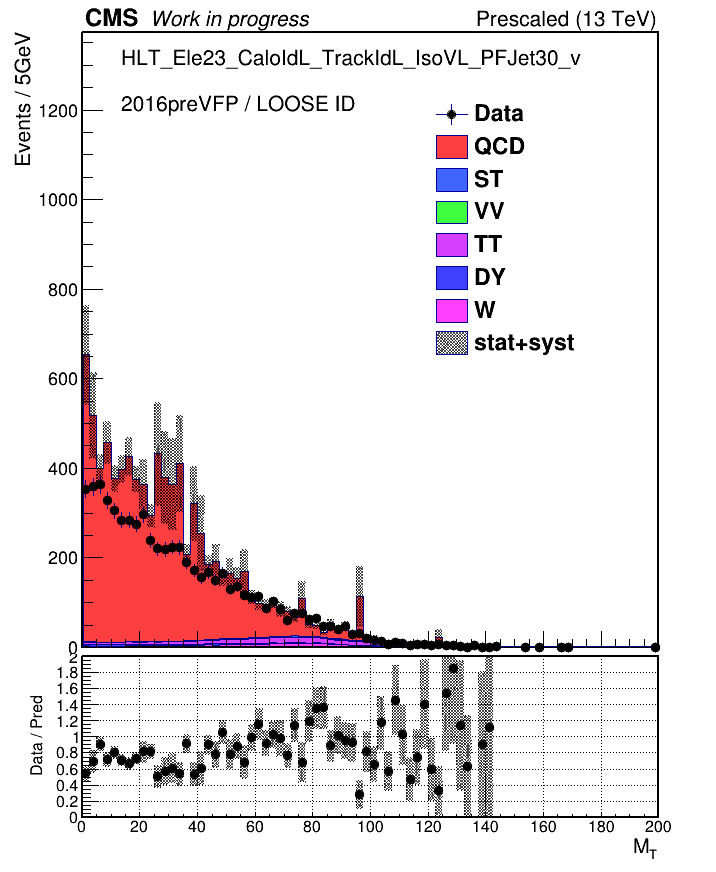 CMS Work in progress Prescaled (13 TeV)
HLT_Ele23_CaloIdL_TrackIdL_IsoVL_PFJet30_v
2016preVFP / LOOSE ID
Events / 5GeV
1200
1000
800
600
400
200
0
Data
QCD
ST
VV
TT
DY
W
stat+syst
Data / Pred
2
1.8
1.6
1.4
1.2
1
0.8
0.6
0.4
0.2
0
0 20 40 60 80 100 120 140 160 180 200
M_T